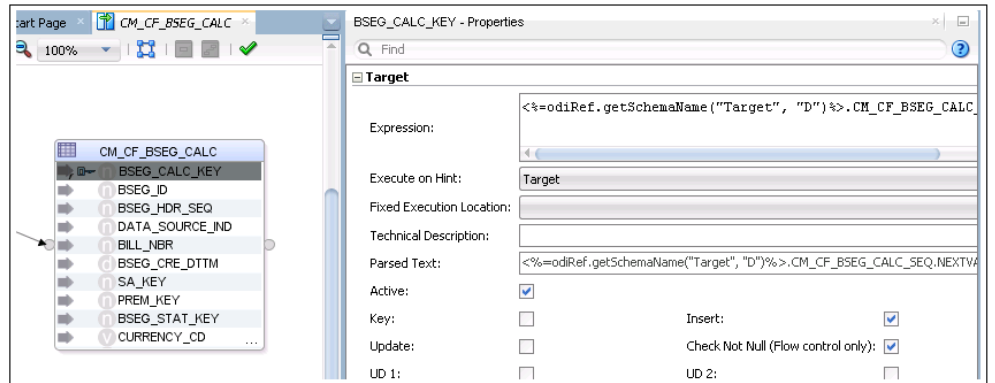 tart Page
CM_CF_BSEG_CALC
100%
CM_CF_BSEG_CALC
BSEG_CALC_KEY
BSEG_ID
BSEG_HDR_SEQ
DATA_SOURCE_IND
BILL_NBR
BSEG_CRE_DTTM
SA_KEY
PREM_KEY
BSEG_STAT_KEY
CURRENCY_CD
...
BSEG_CALC_KEY - Properties
Find
Target
Expression:
<%=odiRef.getSchemaName("Target", "D")%>.CM_CF_BSEG_CALC_
Execute on Hint: Target
Fixed Execution Location:
Technical Description:
Parsed Text: <%=odiRef.getSchemaName("Target", "D")%>.CM_CF_BSEG_CALC_SEQ.NEXTVA
Active:
Key: Insert:
Update: Check Not Null (Flow control only):
UD 1: UD 2: